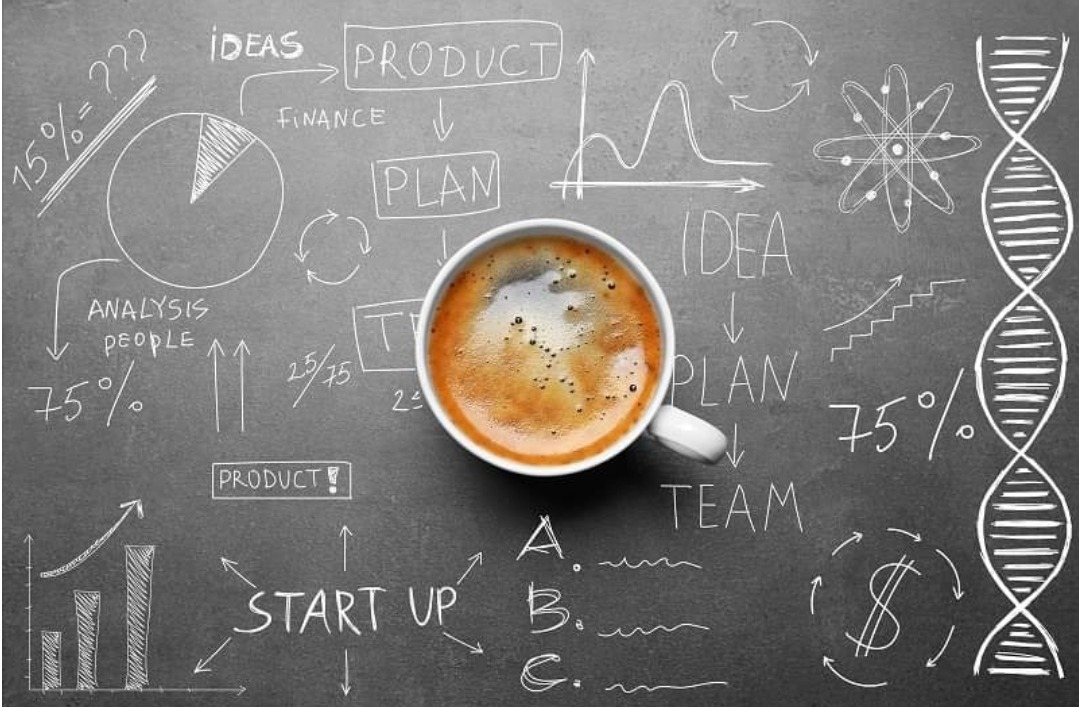 15%=???
IDEAS
PRODUCT
FINANCE
PLAN
IDEA
ANALYSIS
PEOPLE
75%
25/75
PLAN
75%
PRODUCT!
TEAM
START UP
A.
B.
C.
$